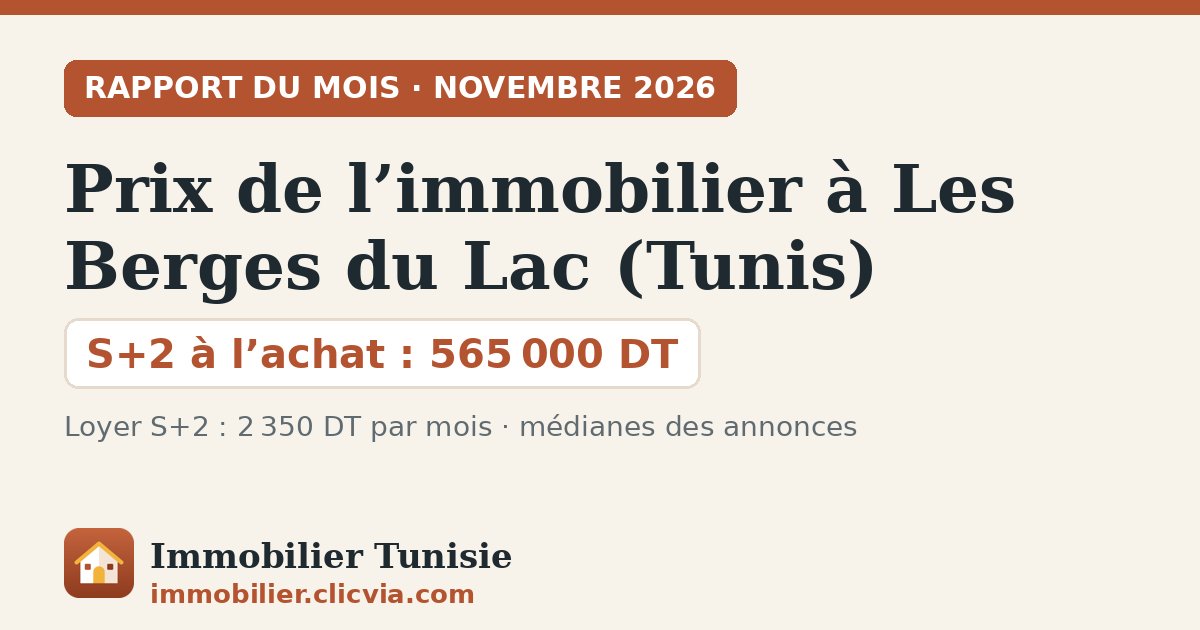 RAPPORT DU MOIS · NOVEMBRE 2026
Prix de l’immobilier à Les
Berges du Lac (Tunis)
S+2 à l’achat : 565 000 DT
Loyer S+2 : 2 350 DT par mois · médianes des annonces
Immobilier Tunisie
immobilier.clicvia.com